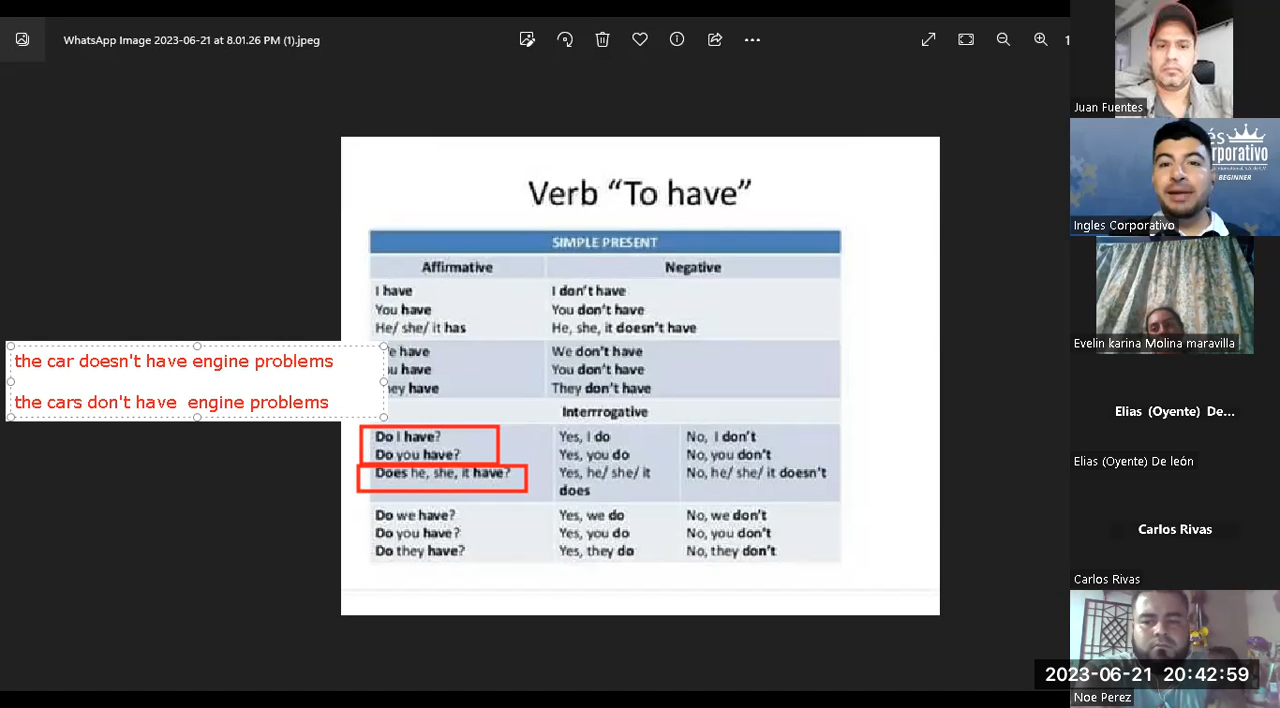 WhatsApp Image 2023-06-21 at 8.01.26 PM (1).jpeg
Verb “To have”
SIMPLE PRESENT
Affirmative Negative
I have I don't have
You have You don't have
He/ she/ it has He, she, it doesn't have
have We don't have
have You don't have
have They don't have
Interrrogative
Do I have? Yes, I do No, I don't
Do you have? Yes, you do No, you don't
Does he, she, it have? Yes, he/ she/ it No, he/ she/ it doesn't
does
Do we have? Yes, we do No, we don't
Do you have? Yes, you do No, you don't
Do they have? Yes, they do No, they don't
the car doesn't have engine problems
the cars don't have engine problems
Juan Fuentes
BEGINNER
Ingles Corporativo
Evelin karina Molina maravilla
Elias (Oyente) De...
Elias (Oyente) De león
Carlos Rivas
Carlos Rivas
2023-06-21 20:42:59
Noe Perez